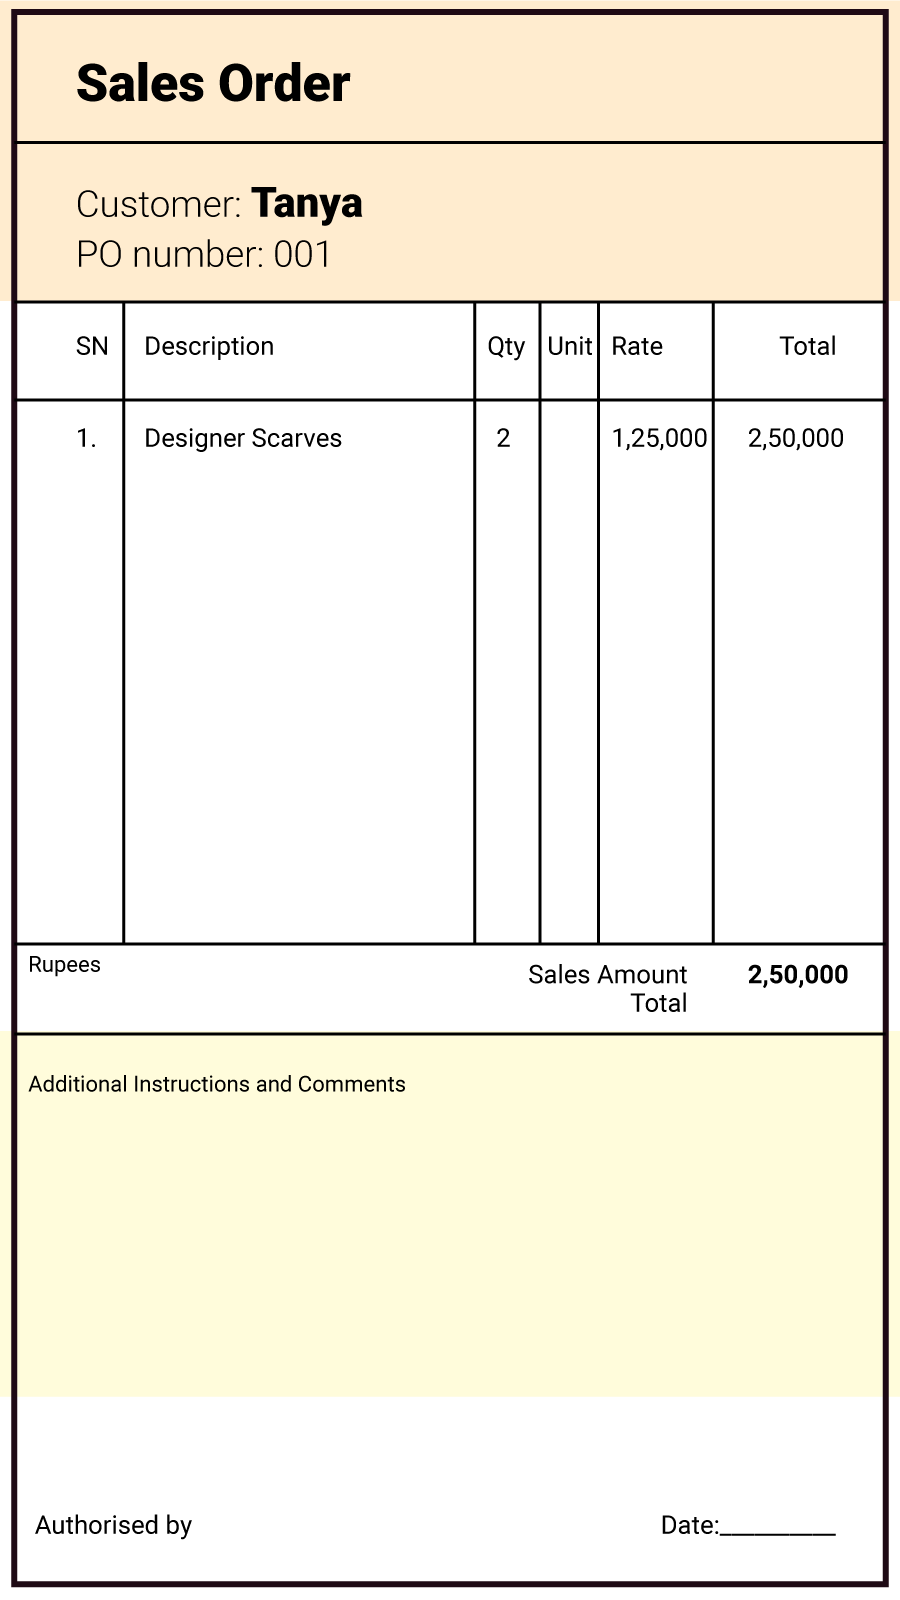 Sales Order
Customer: Tanya
PO number: 001
SN Description Qty Unit Rate Total
1. Designer Scarves 2 1,25,000 2,50,000
Rupees Sales Amount 2,50,000
Total
Additional Instructions and Comments
Authorised by Date:__________